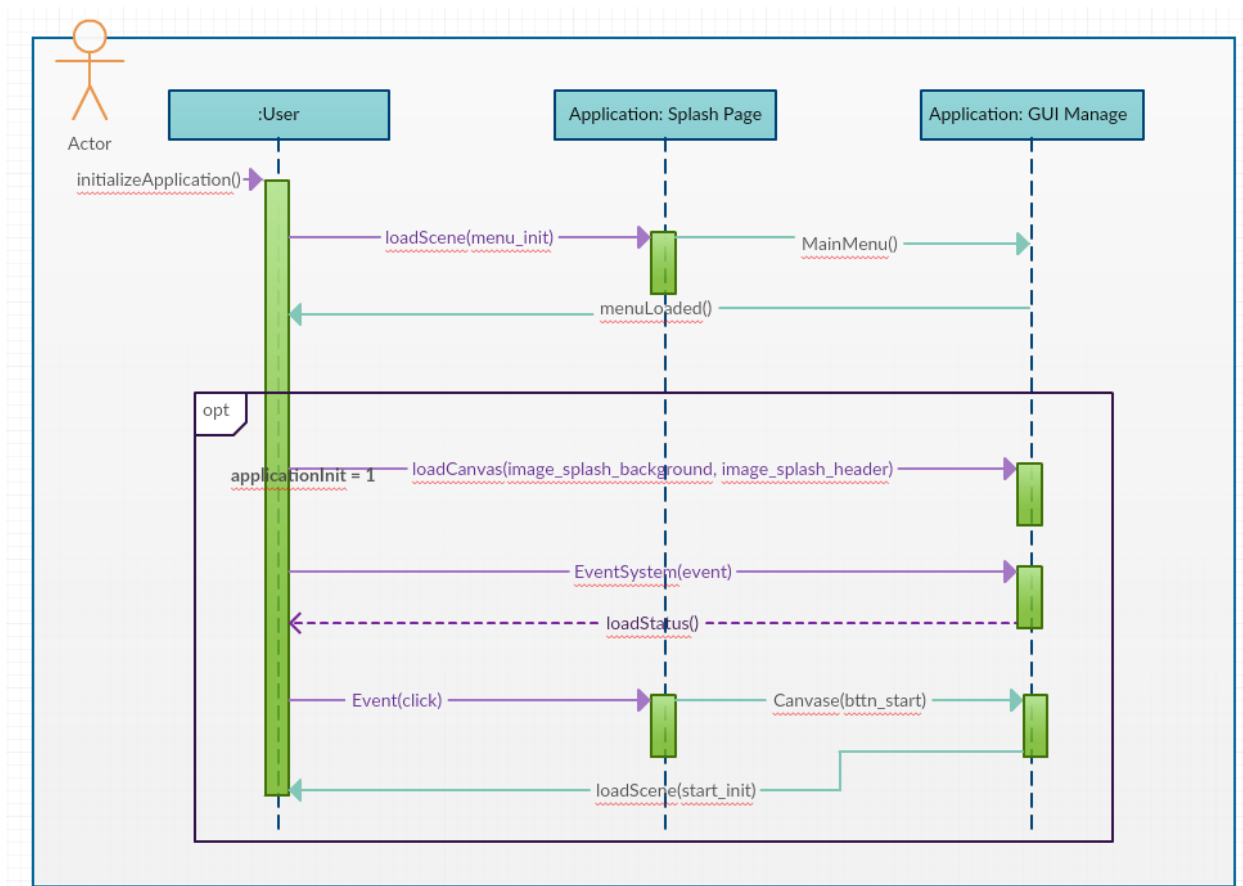 :User
Application: Splash Page
Application: GUI Manage
Actor
initializeApplication()
loadScene(menu_init)
MainMenu()
menuLoaded()
opt
applicationInit = 1
loadCanvas(image_splash_background, image_splash_header)
EventSystem(event)
loadStatus()
Event(click)
Canvase(bttn_start)
loadScene(start_init)